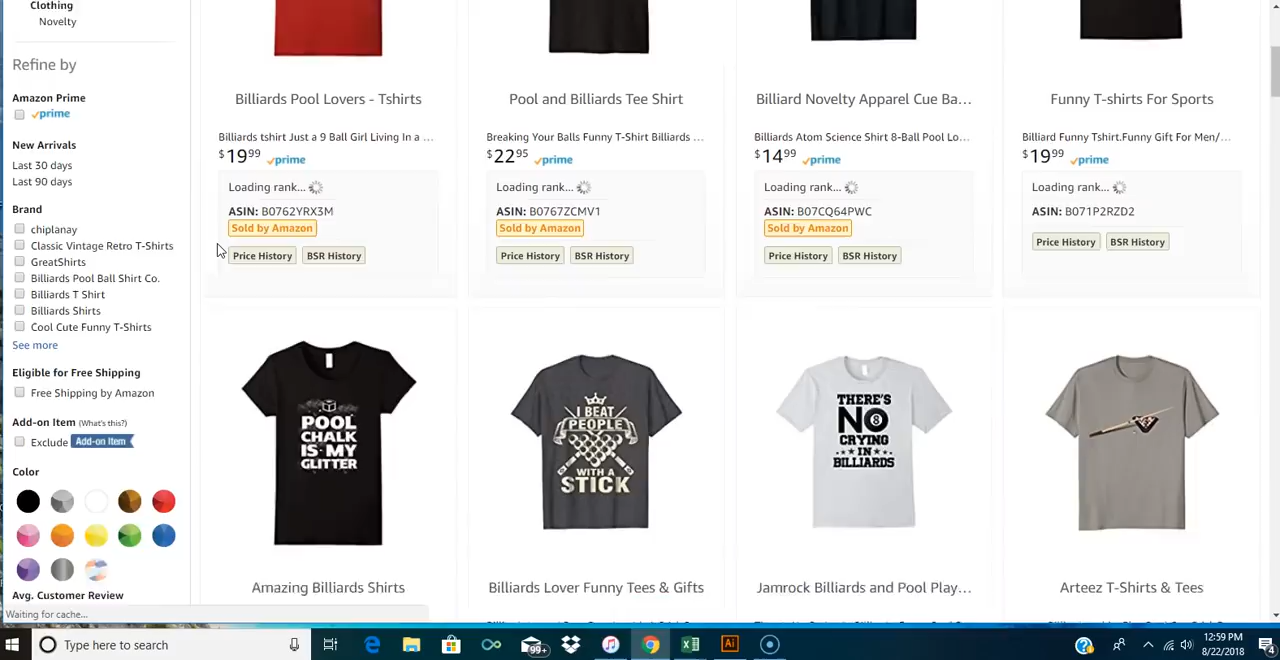 Clothing
Novelty
Refine by
Amazon Prime
prime
New Arrivals
Last 30 days
Last 90 days
Brand
chiplanay
Classic Vintage Retro T-Shirts
GreatShirts
Billiards Pool Ball Shirt Co.
Billiards T Shirt
Billiards Shirts
Cool Cute Funny T-Shirts
See more
Eligible for Free Shipping
Free Shipping by Amazon
Add-on Item (What's this?)
Exclude Add-on Item
Color
Avg. Customer Review
Waiting for cache...
Billiards Pool Lovers - Tshirts
Billiards tshirt Just a 9 Ball Girl Living In a ...
$19.99 prime
Loading rank...
ASIN: B0762YRX3M
Sold by Amazon
Price History BSR History
Pool and Billiards Tee Shirt
Breaking Your Balls Funny T-Shirt Billiards ...
$22.95 prime
Loading rank...
ASIN: B0767ZCMV1
Sold by Amazon
Price History BSR History
Billiard Novelty Apparel Cue Ba...
Billiards Atom Science Shirt 8-Ball Pool Lo...
$14.99 prime
Loading rank...
ASIN: B07CQ64PWC
Sold by Amazon
Price History BSR History
Funny T-shirts For Sports
Billiard Funny Tshirt.Funny Gift For Men/...
$19.99 prime
Loading rank...
ASIN: B071P2RZD2
Price History BSR History
POOL
CHALK
IS MY
GLITTER
Amazing Billiards Shirts
I BEAT
PEOPLE
WITH A
STICK
Billiards Lover Funny Tees & Gifts
THERE'S
NO 8
CRYING
IN
BILLIARDS
Jamrock Billiards and Pool Play...
Arteez T-Shirts & Tees
Type here to search
99+
Ai
12:59 PM
8/22/2018
4